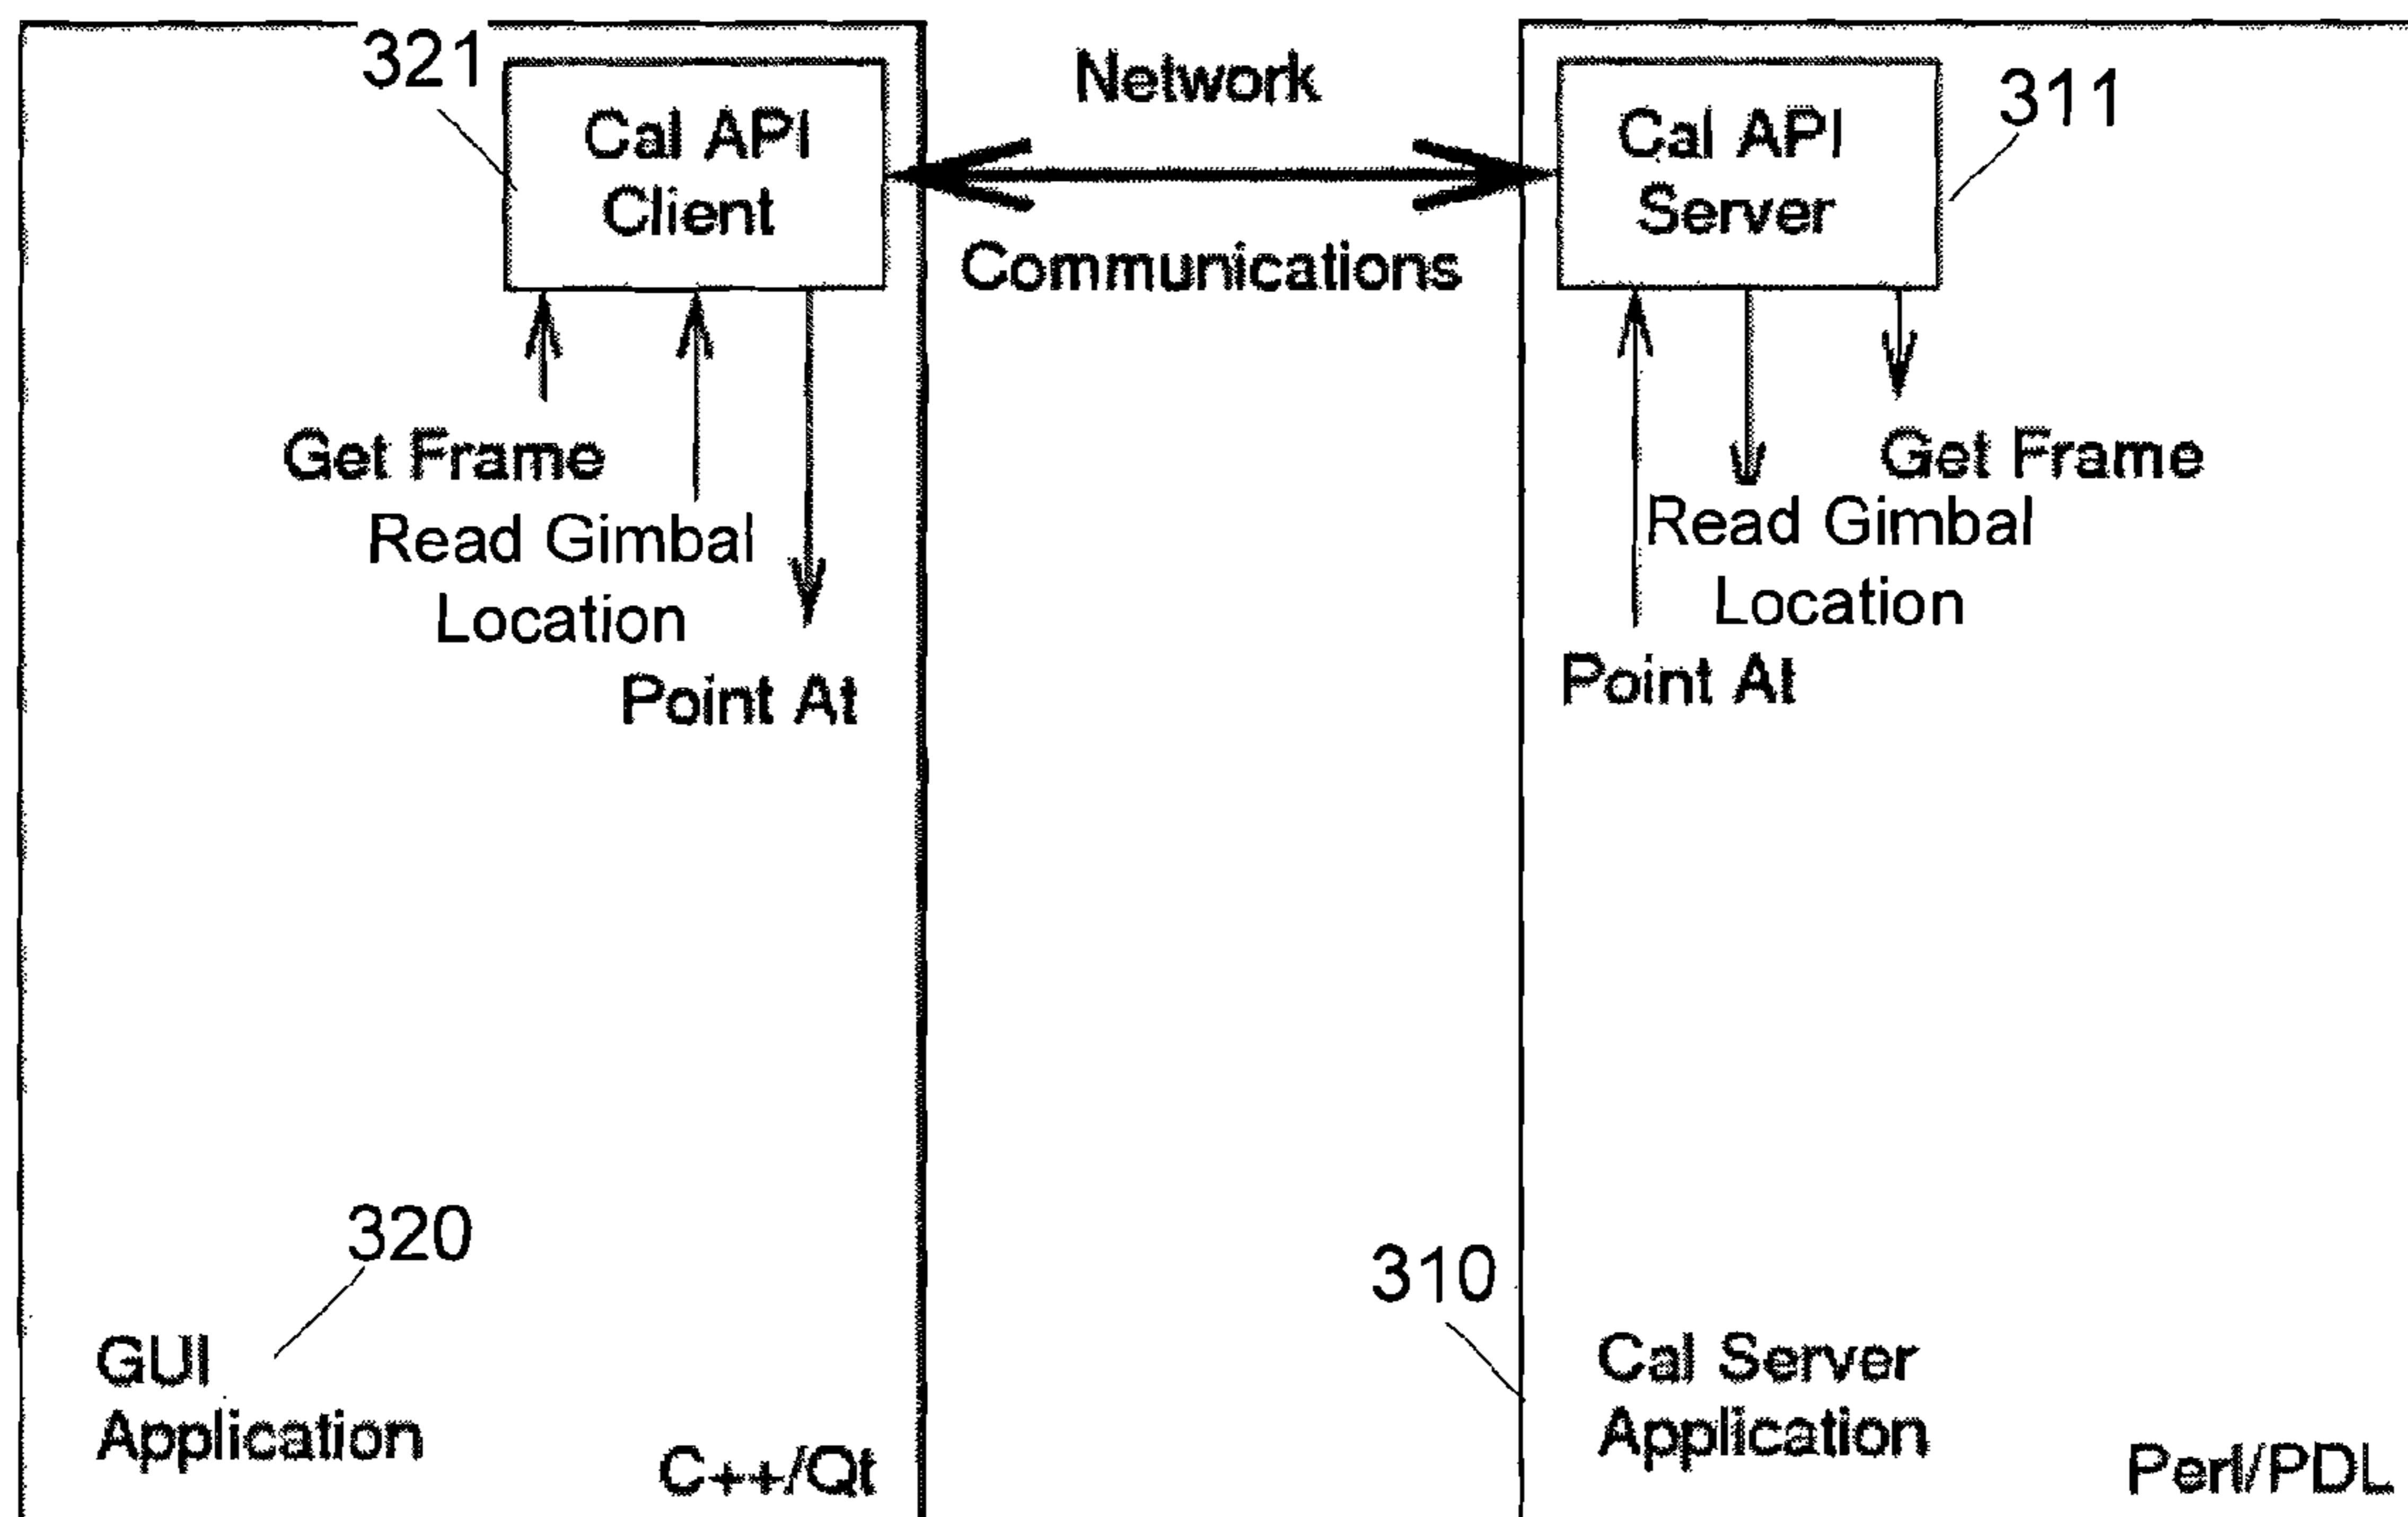 321
Cal API
Client
Network
Communications
Cal API
Server
311
Get Frame
Read Gimbal
Location
Point At
Get Frame
Read Gimbal
Location
Point At
320
GUI
Application
C++/Qt
310
Cal Server
Application
Perl/PDL